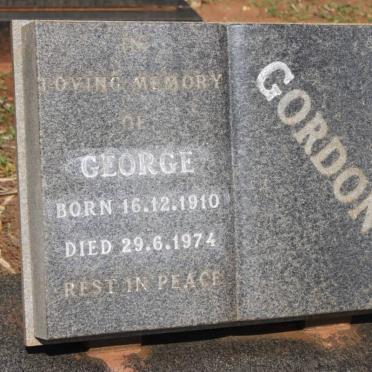 IN
LOVING MEMORY
OF
GEORGE
BORN 16.12.1910
DIED 29.6.1974
REST IN PEACE
GORDON